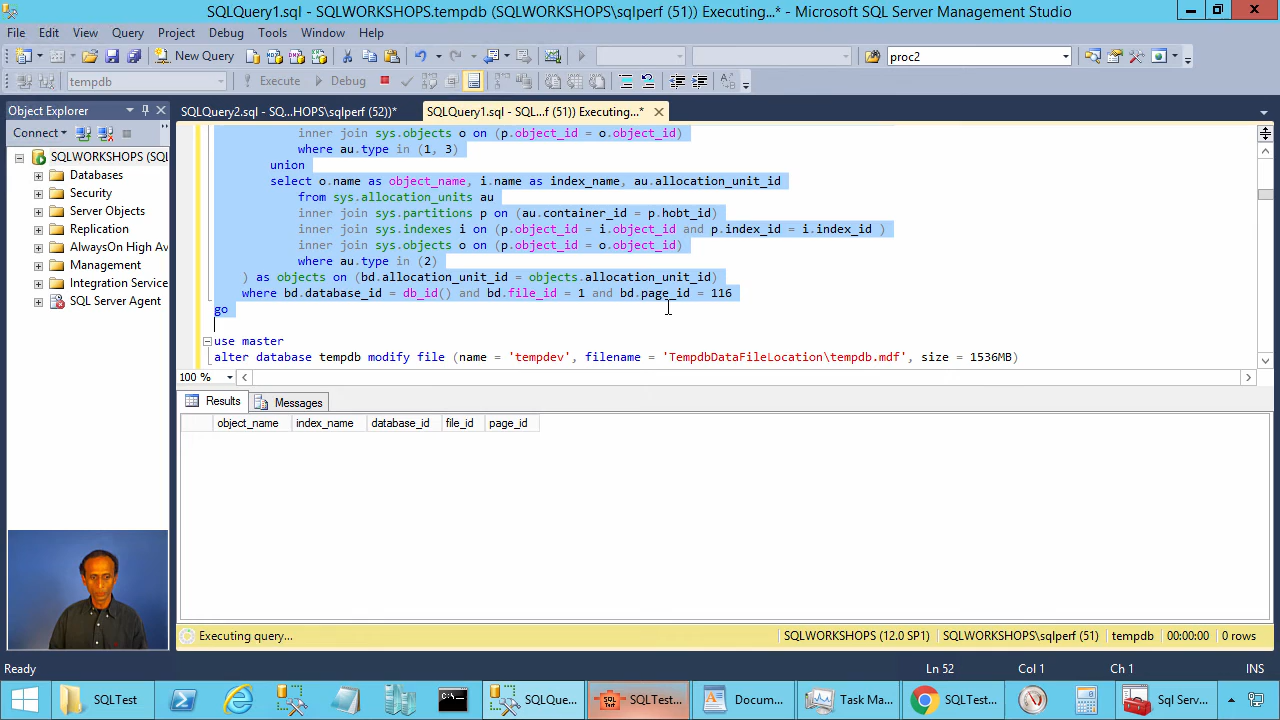 SQLQuery1.sql - SQLWORKSHOPS.tempdb (SQLWORKSHOPS\sqlperf (51)) Executing...* - Microsoft SQL Server Management Studio
File Edit View Query Project Debug Tools Window Help
New Query proc2
tempdb Execute Debug
Object Explorer SQLQuery2.sql - SQ...HOPS\sqlperf (52))* SQLQuery1.sql - SQL...f (51)) Executing...*
Connect
SQLWORKSHOPS (SQL
Databases
Security
Server Objects
Replication
AlwaysOn High Av
Management
Integration Service
SQL Server Agent
inner join sys.objects o on (p.object_id = o.object_id)
where au.type in (1, 3)
union
select o.name as object_name, i.name as index_name, au.allocation_unit_id
from sys.allocation_units au
inner join sys.partitions p on (au.container_id = p.hobt_id)
inner join sys.indexes i on (p.object_id = i.object_id and p.index_id = i.index_id )
inner join sys.objects o on (p.object_id = o.object_id)
where au.type in (2)
) as objects on (bd.allocation_unit_id = objects.allocation_unit_id)
where bd.database_id = db_id() and bd.file_id = 1 and bd.page_id = 116
go
use master
alter database tempdb modify file (name = 'tempdev', filename = 'TempdbDataFileLocation\tempdb.mdf', size = 1536MB)
100 %
Results Messages
object_name index_name database_id file_id page_id
Executing query... SQLWORKSHOPS (12.0 SP1) SQLWORKSHOPS\sqlperf (51) tempdb 00:00:00 0 rows
Ready Ln 52 Col 1 Ch 1 INS
SQLTest SQLQue... SQLTest... Docum... Task Ma... SQLTest... Sql Serv...